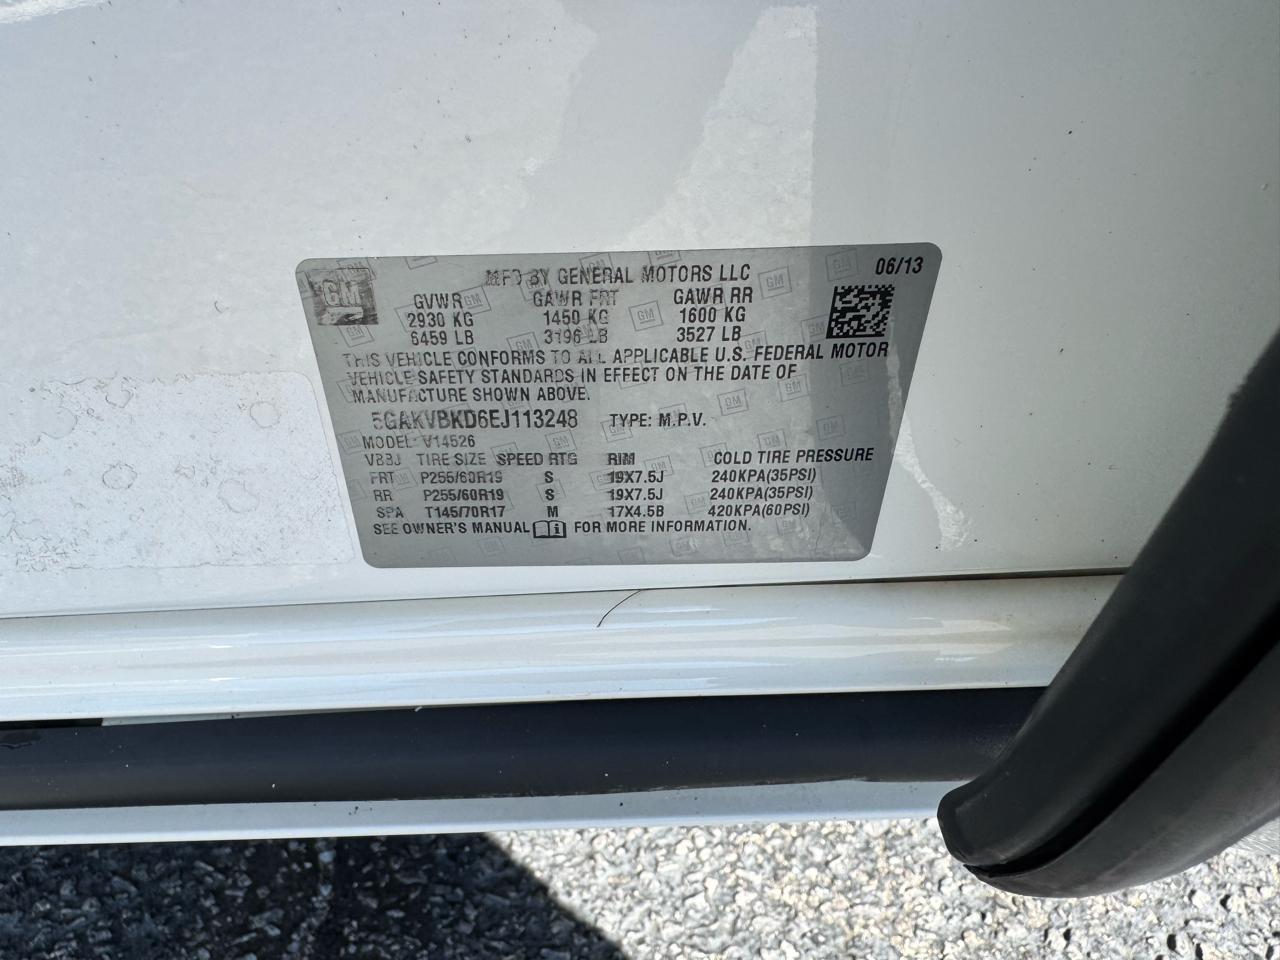 GM
MFD BY GENERAL MOTORS LLC 06/13
GVWR GAWR FRT GAWR RR
2930 KG 1450 KG 1600 KG
6459 LB 3196 LB 3527 LB
THIS VEHICLE CONFORMS TO ALL APPLICABLE U.S. FEDERAL MOTOR
VEHICLE SAFETY STANDARDS IN EFFECT ON THE DATE OF
MANUFACTURE SHOWN ABOVE.
5GAKVBKD6EJ113248 TYPE: M.P.V.
MODEL: V14526
VBBJ TIRE SIZE SPEED RTG RIM COLD TIRE PRESSURE
FRT P255/60R19 S 19X7.5J 240KPA(35PSI)
RR P255/60R19 S 19X7.5J 240KPA(35PSI)
SPA T145/70R17 M 17X4.5B 420KPA(60PSI)
SEE OWNER'S MANUAL FOR MORE INFORMATION.